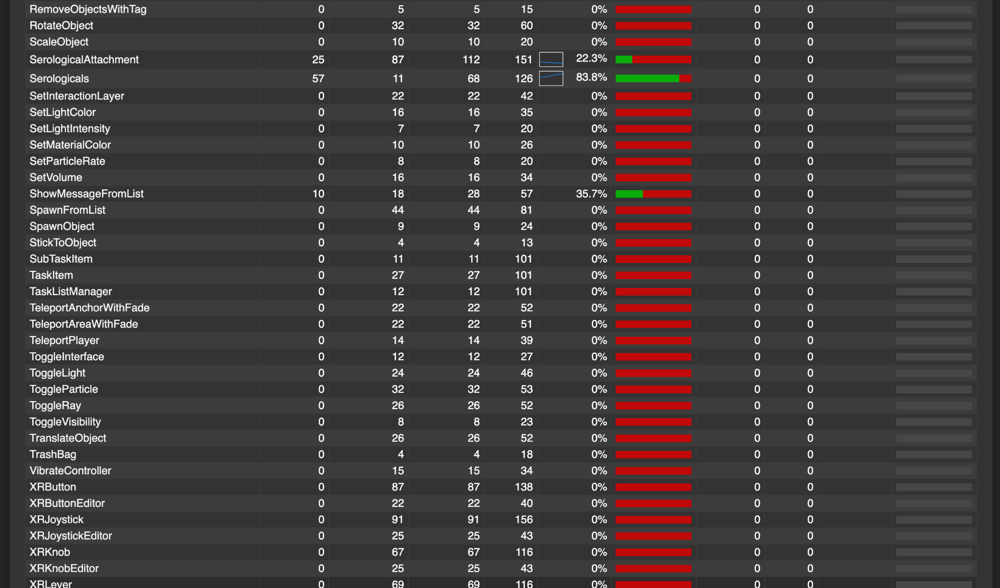 RemoveObjectsWithTag 0 5 5 15 0% 0 0
RotateObject 0 32 32 60 0% 0 0
ScaleObject 0 10 10 20 0% 0 0
SerologicalAttachment 25 87 112 151 22.3% 0 0
Serologicals 57 11 68 126 83.8% 0 0
SetInteractionLayer 0 22 22 42 0% 0 0
SetLightColor 0 16 16 35 0% 0 0
SetLightIntensity 0 7 7 20 0% 0 0
SetMaterialColor 0 10 10 26 0% 0 0
SetParticleRate 0 8 8 20 0% 0 0
SetVolume 0 16 16 34 0% 0 0
ShowMessageFromList 10 18 28 57 35.7% 0 0
SpawnFromList 0 44 44 81 0% 0 0
SpawnObject 0 9 9 24 0% 0 0
StickToObject 0 4 4 13 0% 0 0
SubTaskItem 0 11 11 101 0% 0 0
TaskItem 0 27 27 101 0% 0 0
TaskListManager 0 12 12 101 0% 0 0
TeleportAnchorWithFade 0 22 22 52 0% 0 0
TeleportAreaWithFade 0 22 22 51 0% 0 0
TeleportPlayer 0 14 14 39 0% 0 0
ToggleInterface 0 12 12 27 0% 0 0
ToggleLight 0 24 24 46 0% 0 0
ToggleParticle 0 32 32 53 0% 0 0
ToggleRay 0 26 26 52 0% 0 0
ToggleVisibility 0 8 8 23 0% 0 0
TranslateObject 0 26 26 52 0% 0 0
TrashBag 0 4 4 18 0% 0 0
VibrateController 0 15 15 34 0% 0 0
XRButton 0 87 87 138 0% 0 0
XRButtonEditor 0 22 22 40 0% 0 0
XRJoystick 0 91 91 156 0% 0 0
XRJoystickEditor 0 25 25 43 0% 0 0
XRKnob 0 67 67 116 0% 0 0
XRKnobEditor 0 25 25 43 0% 0 0
XRLever 0 69 69 116 0% 0 0